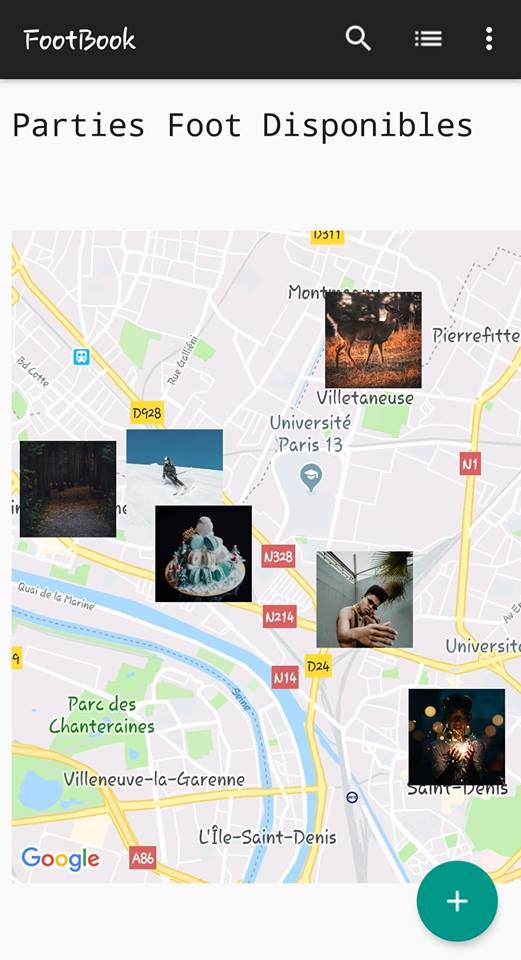 FootBook
Parties Foot Disponibles
D311
Pierrefitte
Villetaneuse
Rue Galliéni
Bd Cotte
D928
Université
Paris 13
N1
N328
Quai de la Marine
N214
Université
9
D24
N14
Parc des
Chanteraines
Seine
Villeneuve-la-Garenne
Saint-Denis
L'Île-Saint-Denis
Google
A86